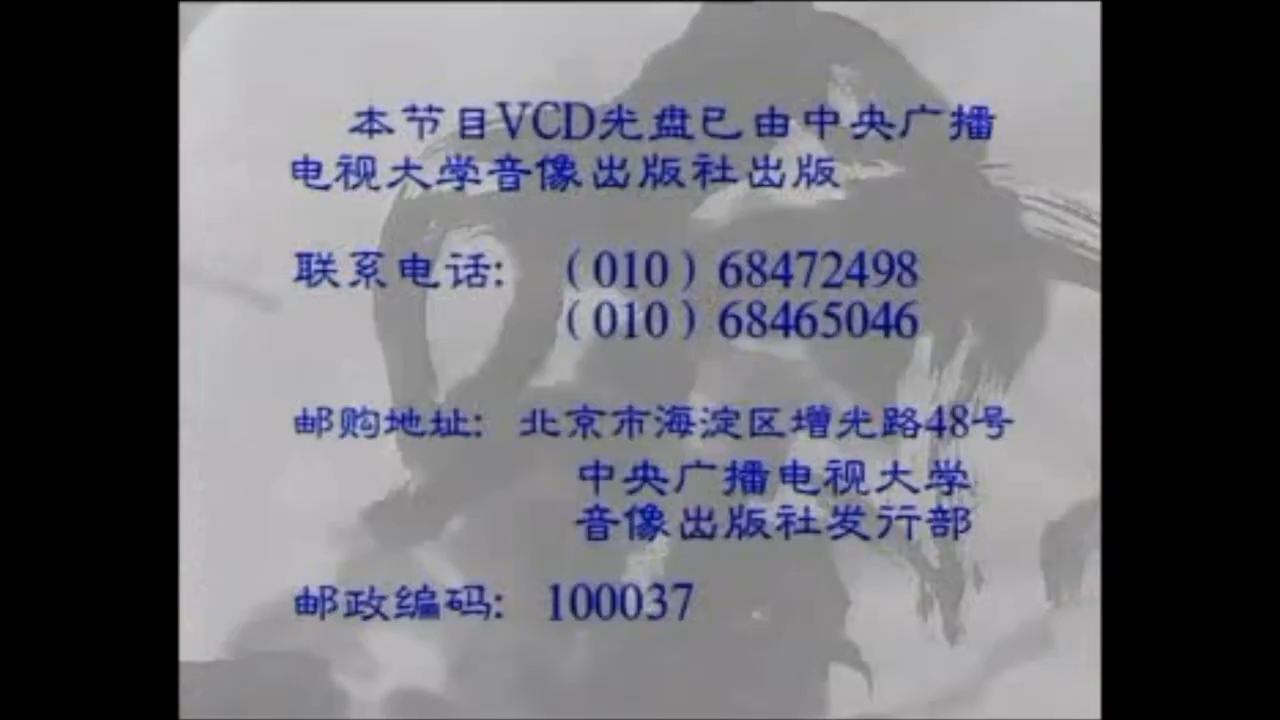 本节目VCD光盘已由中央广播
电视大学音像出版社出版
联系电话: （010）68472498
（010）68465046
邮购地址: 北京市海淀区增光路48号
中央广播电视大学
音像出版社发行部
邮政编码: 100037